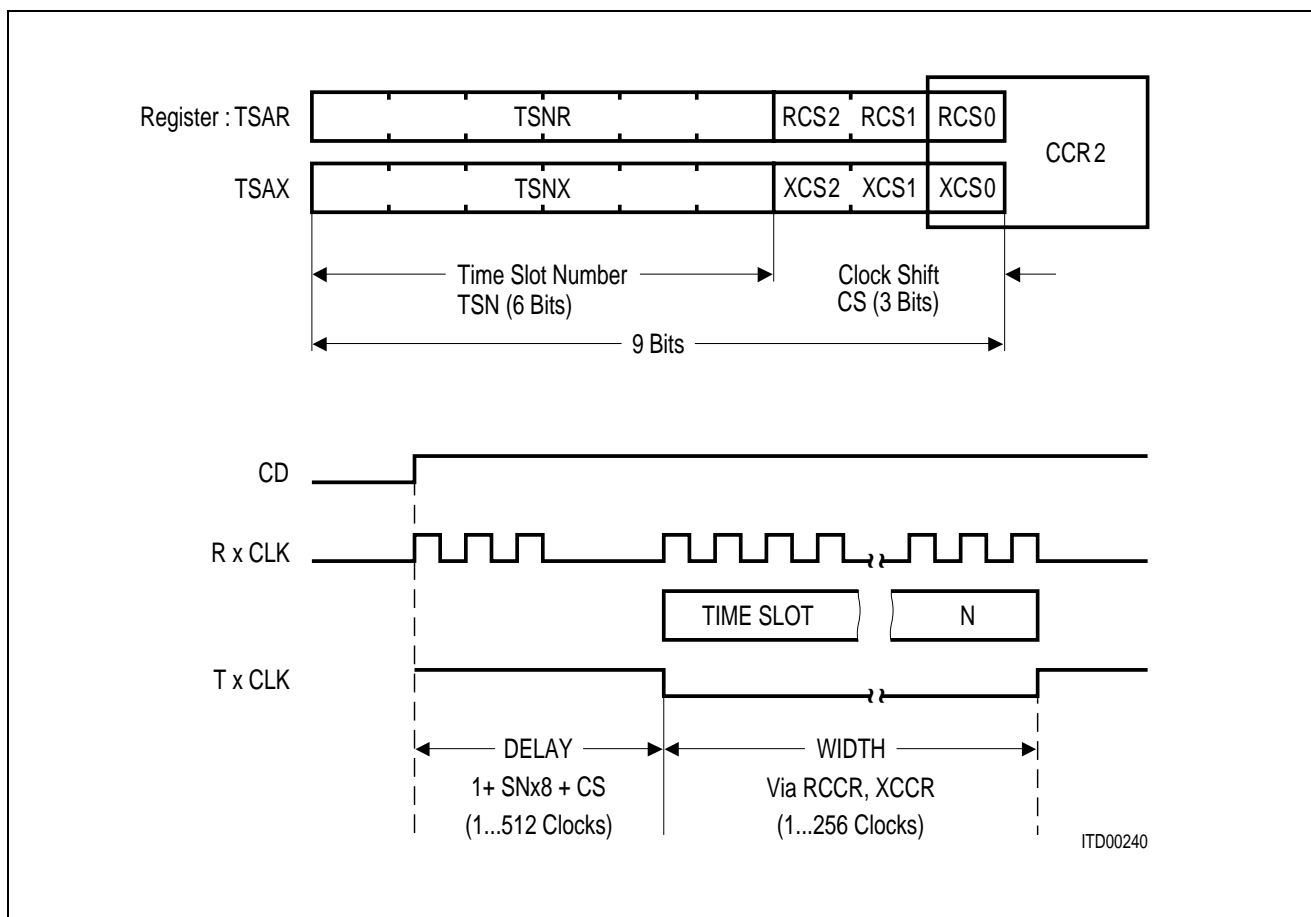 Register : TSAR TSNR RCS2 RCS1 RCS0
CCR2
TSAX TSNX XCS2 XCS1 XCS0
Time Slot Number
TSN (6 Bits)
Clock Shift
CS (3 Bits)
9 Bits
CD
R x CLK
TIME SLOT N
T x CLK
DELAY
1+ SNx8 + CS
(1...512 Clocks)
WIDTH
Via RCCR, XCCR
(1...256 Clocks)
ITD00240